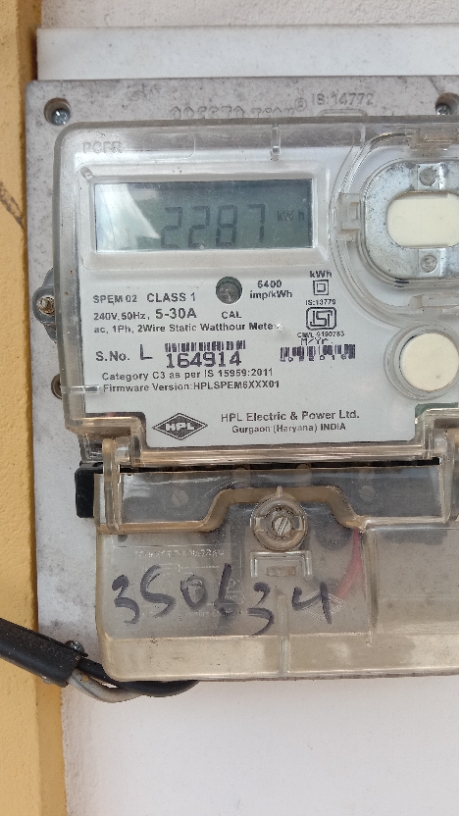 IS:14772
2287 kWh
SPEM 02 CLASS 1
240V,50Hz, 5-30A CAL
6400
imp/kWh
kWh
IS:13779
ac, 1Ph, 2Wire Static Watthour Meter
M/Yr
S.No. L 164914
Category C3 as per IS 15959:2011
Firmware Version:HPLSPEM6XXX01
HPL
HPL Electric & Power Ltd.
Gurgaon (Haryana) INDIA
350634